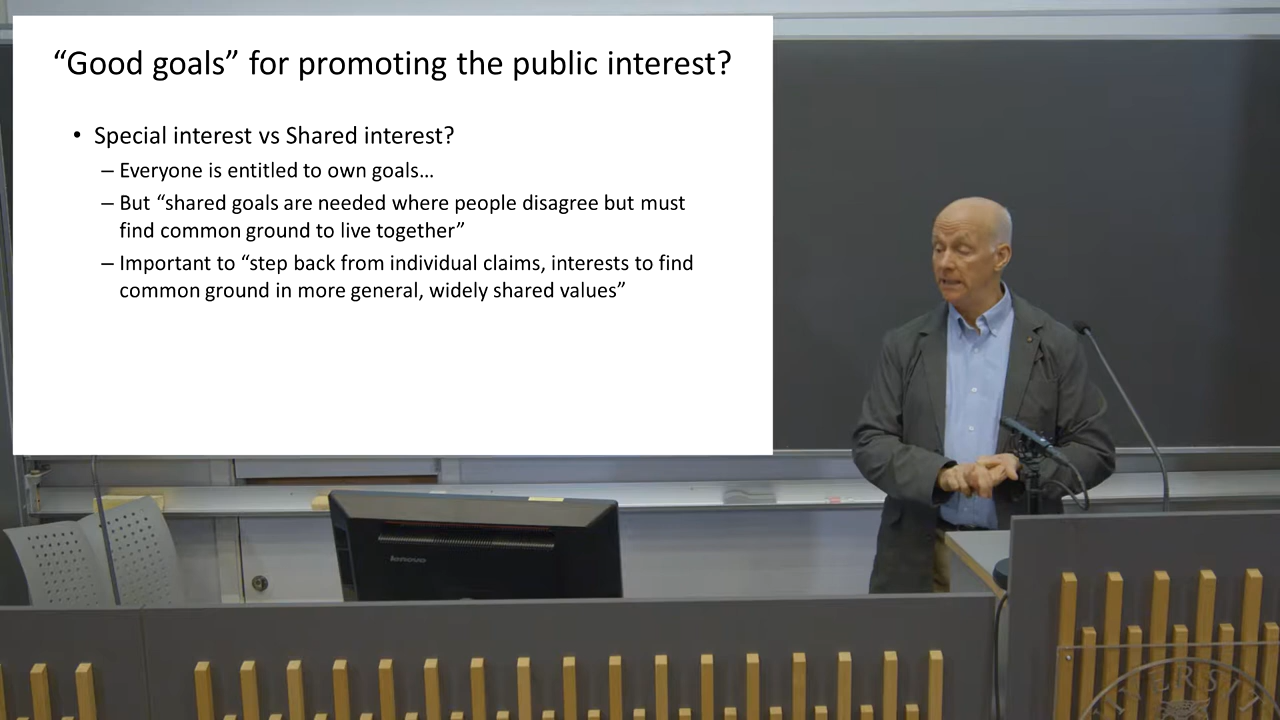 “Good goals” for promoting the public interest?
• Special interest vs Shared interest?
– Everyone is entitled to own goals…
– But “shared goals are needed where people disagree but must
find common ground to live together”
– Important to “step back from individual claims, interests to find
common ground in more general, widely shared values”
lenovo